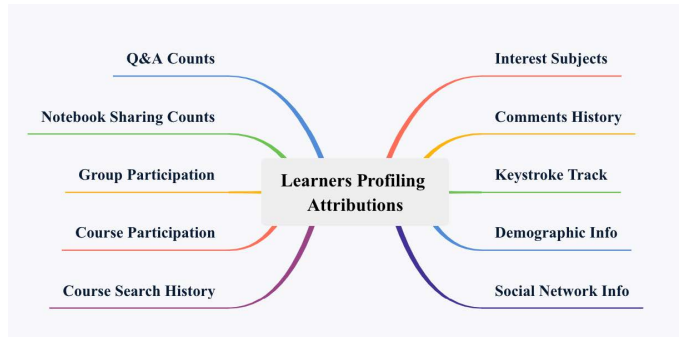 Q&A Counts
Notebook Sharing Counts
Group Participation
Course Participation
Course Search History
Learners Profiling
Attributions
Interest Subjects
Comments History
Keystroke Track
Demographic Info
Social Network Info